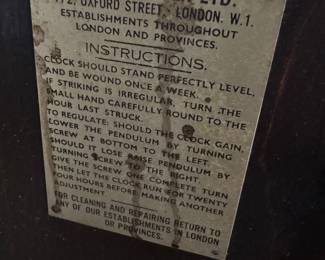 LTD.
172, OXFORD STREET, LONDON. W.1.
ESTABLISHMENTS THROUGHOUT
LONDON AND PROVINCES.
INSTRUCTIONS.
CLOCK SHOULD STAND PERFECTLY LEVEL,
AND BE WOUND ONCE A WEEK.
IF STRIKING IS IRREGULAR, TURN THE
SMALL HAND CAREFULLY ROUND TO THE
HOUR LAST STRUCK.
TO REGULATE: SHOULD THE CLOCK GAIN,
LOWER THE PENDULUM BY TURNING
SCREW AT BOTTOM TO THE LEFT.
SHOULD IT LOSE RAISE PENDULUM BY
TURNING SCREW TO THE RIGHT.
GIVE THE SCREW ONE COMPLETE TURN
THEN LET THE CLOCK RUN FOR TWENTY
FOUR HOURS BEFORE MAKING ANOTHER
ADJUSTMENT.
FOR CLEANING AND REPAIRING RETURN TO
ANY OF OUR ESTABLISHMENTS IN LONDON
OR PROVINCES.